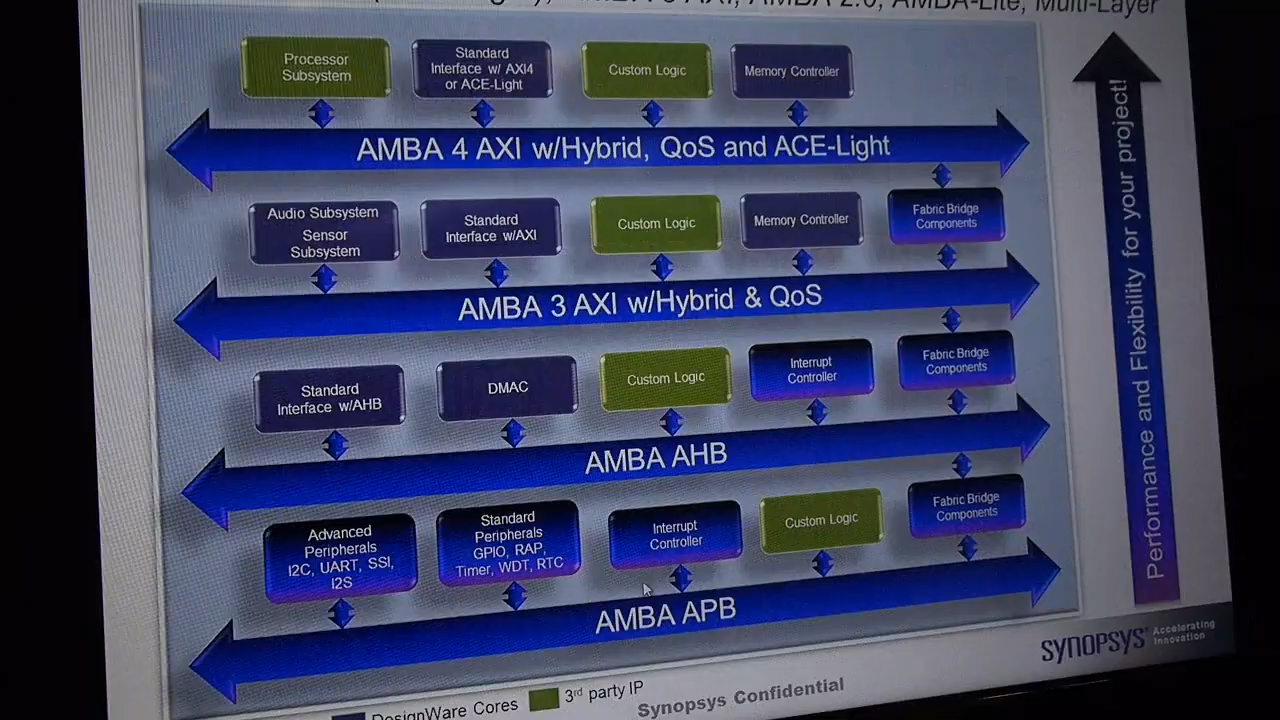 AMBA 3 AXI, AMBA 2.0, AMBA-Lite, Multi-Layer
Processor
Subsystem
Standard
Interface w/ AXI4
or ACE-Light
Custom Logic
Memory Controller
AMBA 4 AXI w/Hybrid, QoS and ACE-Light
Audio Subsystem
Sensor
Subsystem
Standard
Interface w/AXI
Custom Logic
Memory Controller
Fabric Bridge
Components
AMBA 3 AXI w/Hybrid & QoS
Standard
Interface w/AHB
DMAC
Custom Logic
Interrupt
Controller
Fabric Bridge
Components
AMBA AHB
Advanced
Peripherals
I2C, UART, SSI,
I2S
Standard
Peripherals
GPIO, RAP,
Timer, WDT, RTC
Interrupt
Controller
Custom Logic
Fabric Bridge
Components
AMBA APB
Performance and Flexibility for your project!
DesignWare Cores
3rd party IP
Synopsys Confidential
SYNOPSYS®
Accelerating
Innovation